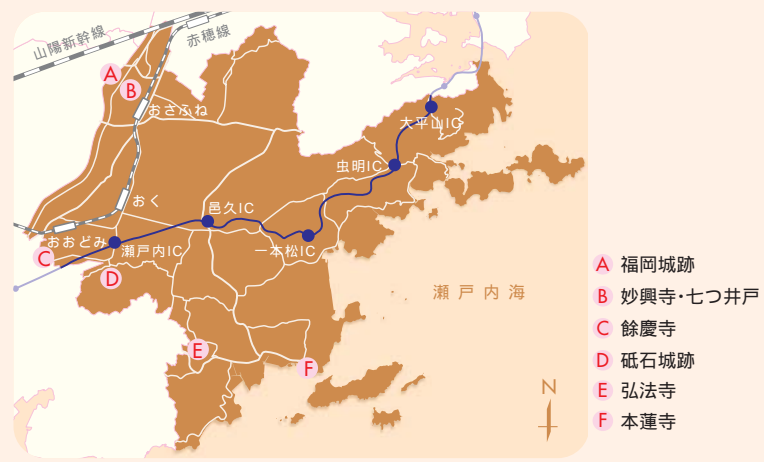 山陽新幹線
赤穂線
A
B
おさふね
大平山IC
虫明IC
おく
邑久IC
おおどみ
瀬戸内IC
一本松IC
C
D
瀬戸内海
E
F
N
A 福岡城跡
B 妙興寺・七つ井戸
C 餘慶寺
D 砥石城跡
E 弘法寺
F 本蓮寺